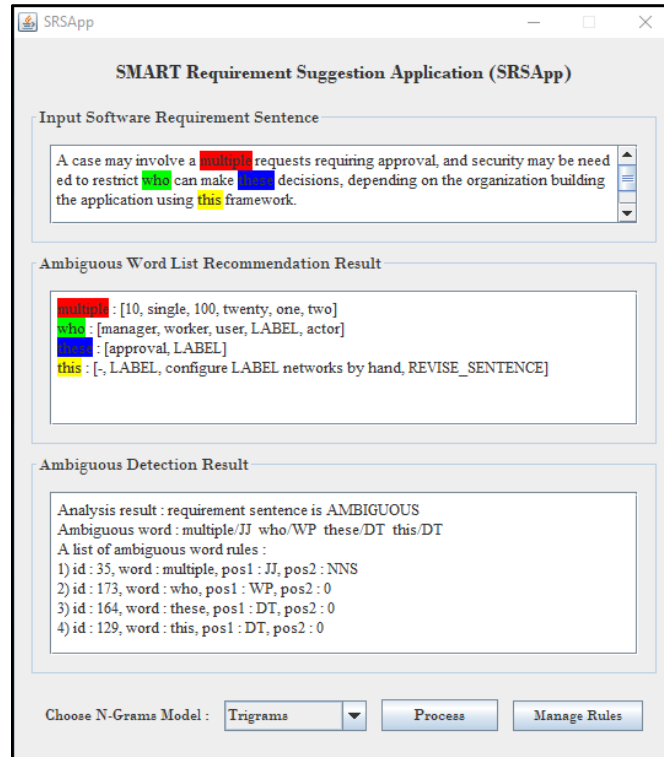 SRSApp
SMART Requirement Suggestion Application (SRSApp)
Input Software Requirement Sentence
A case may involve a multiple requests requiring approval, and security may be need
ed to restrict who can make these decisions, depending on the organization building
the application using this framework.
Ambiguous Word List Recommendation Result
multiple : [10, single, 100, twenty, one, two]
who : [manager, worker, user, LABEL, actor]
these : [approval, LABEL]
this : [-, LABEL, configure LABEL networks by hand, REVISE_SENTENCE]
Ambiguous Detection Result
Analysis result : requirement sentence is AMBIGUOUS
Ambiguous word : multiple/JJ who/WP these/DT this/DT
A list of ambiguous word rules :
1) id : 35, word : multiple, pos1 : JJ, pos2 : NNS
2) id : 173, word : who, pos1 : WP, pos2 : 0
3) id : 164, word : these, pos1 : DT, pos2 : 0
4) id : 129, word : this, pos1 : DT, pos2 : 0
Choose N-Grams Model : Trigrams Process Manage Rules